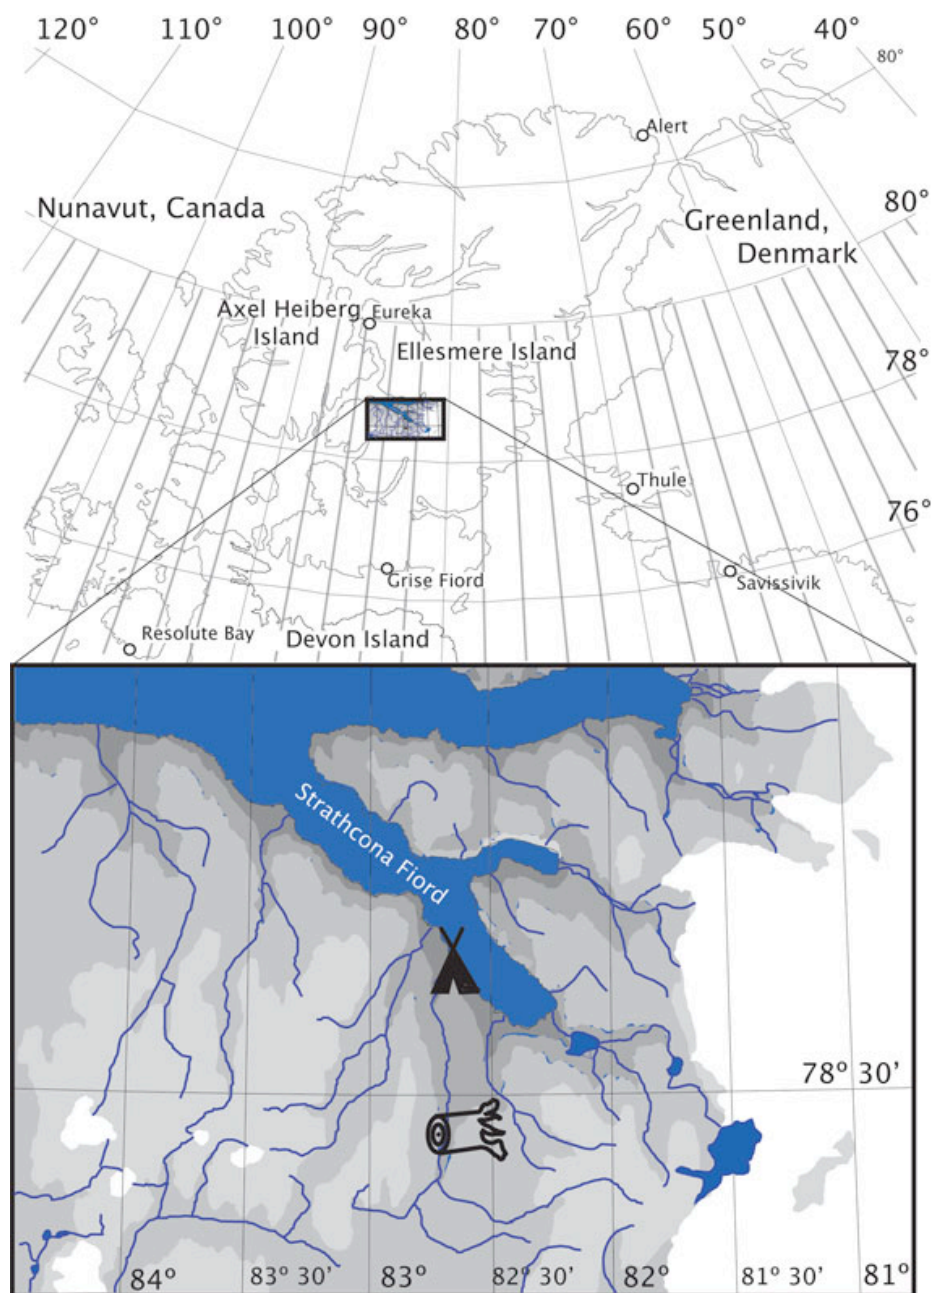 120° 110° 100° 90° 80° 70° 60° 50° 40°
80°
Alert
Nunavut, Canada
80°
Greenland,
Denmark
Axel Heiberg
Island
Eureka
Ellesmere Island
78°
Thule
76°
Grise Fiord
Savissivik
Resolute Bay
Devon Island
Strathcona Fiord
78° 30'
84° 83° 30' 83° 82° 30' 82° 81° 30' 81°